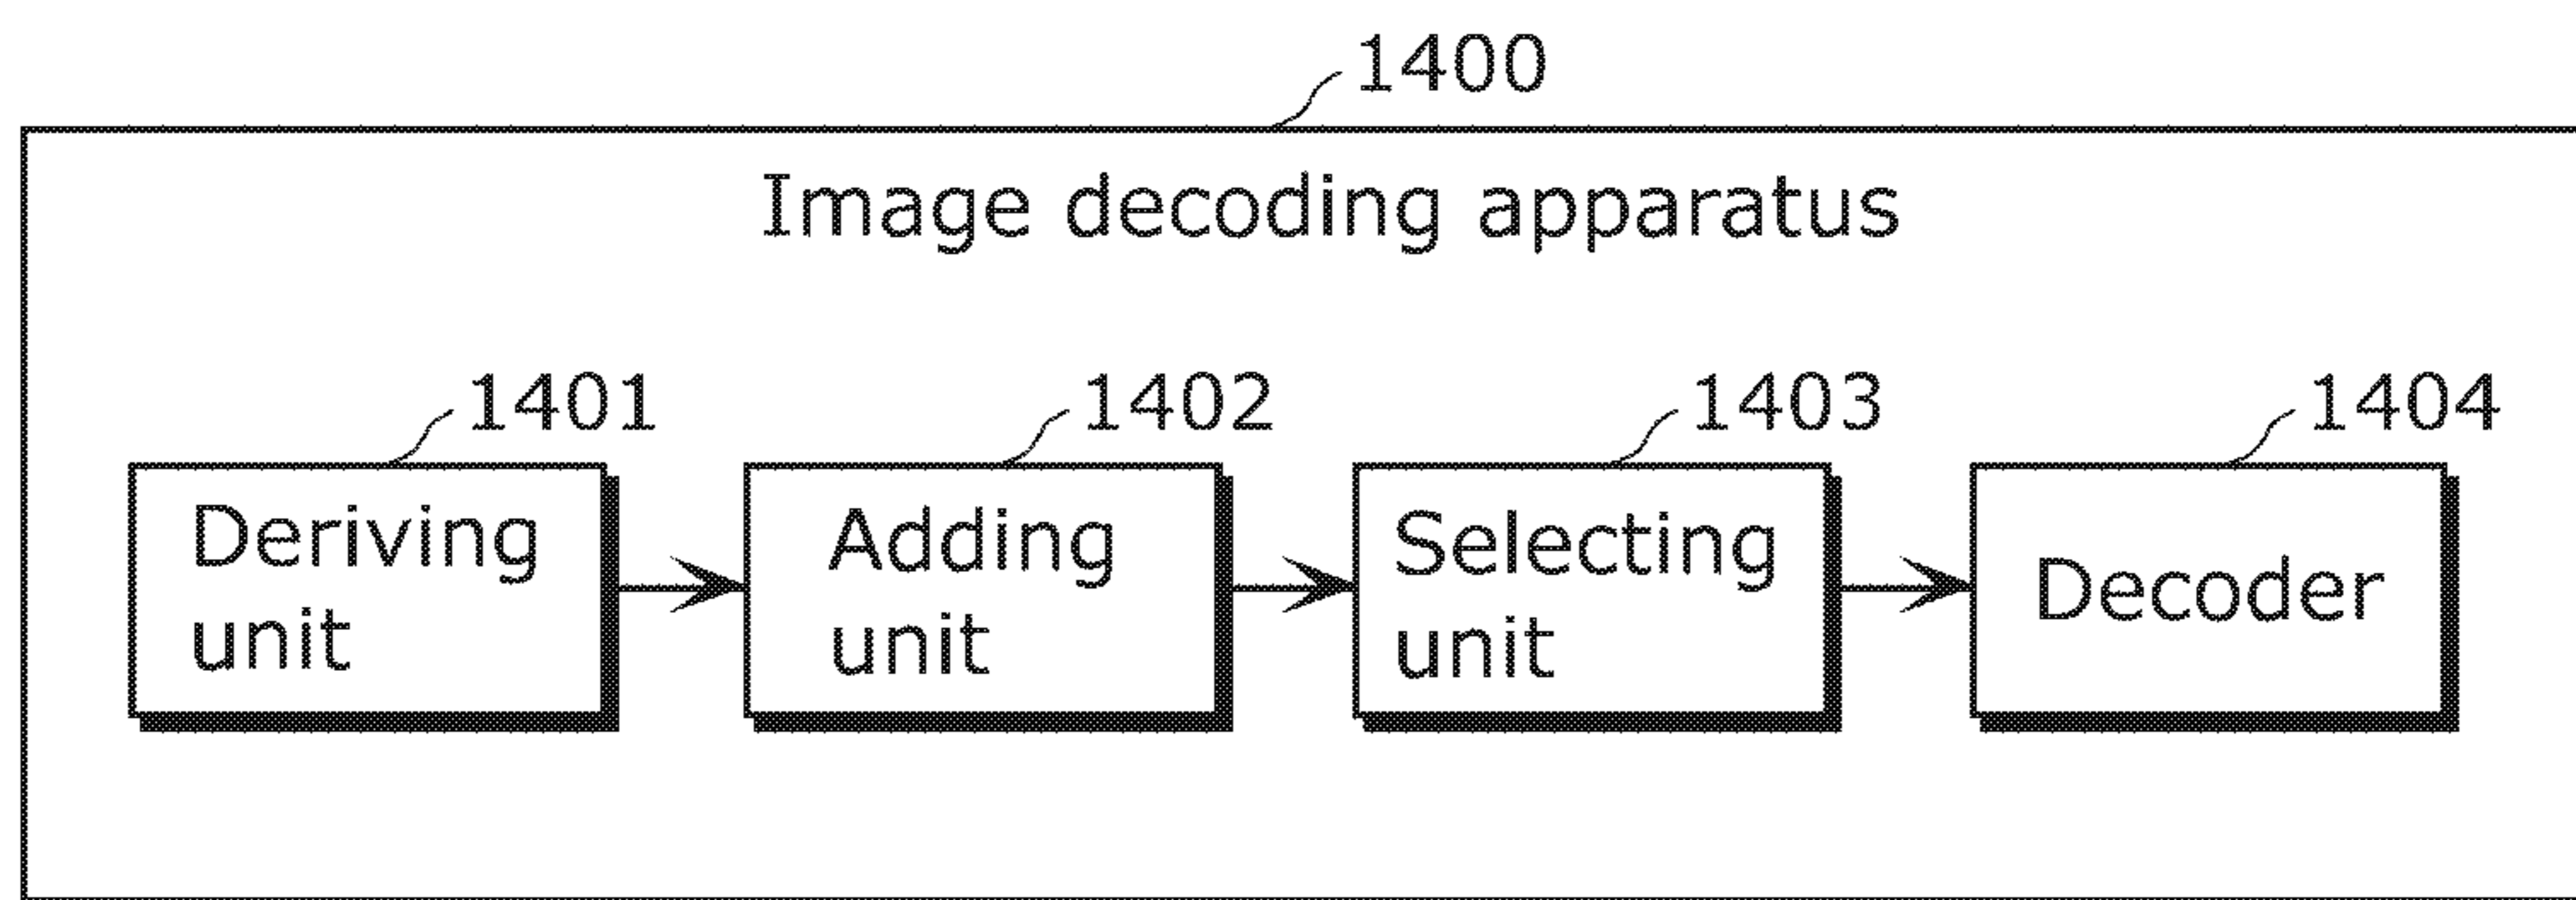 1400
Image decoding apparatus
1401
1402
1403
1404
Deriving
unit
Adding
unit
Selecting
unit
Decoder